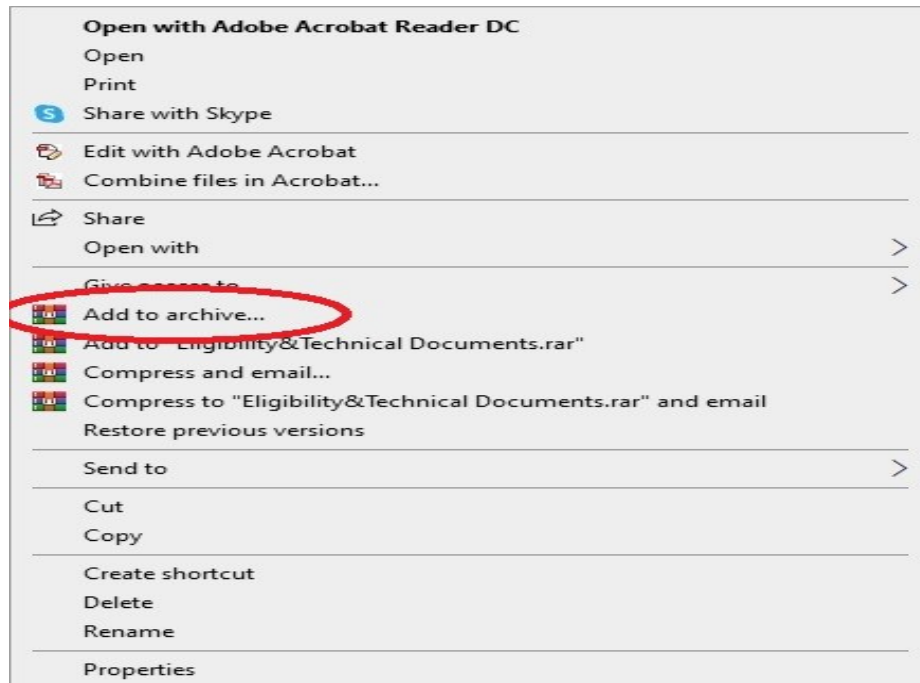 Open with Adobe Acrobat Reader DC
Open
Print
Share with Skype
Edit with Adobe Acrobat
Combine files in Acrobat...
Share
Open with
Give access to
Add to archive...
Add to "Eligibility&Technical Documents.rar"
Compress and email...
Compress to "Eligibility&Technical Documents.rar" and email
Restore previous versions
Send to
Cut
Copy
Create shortcut
Delete
Rename
Properties